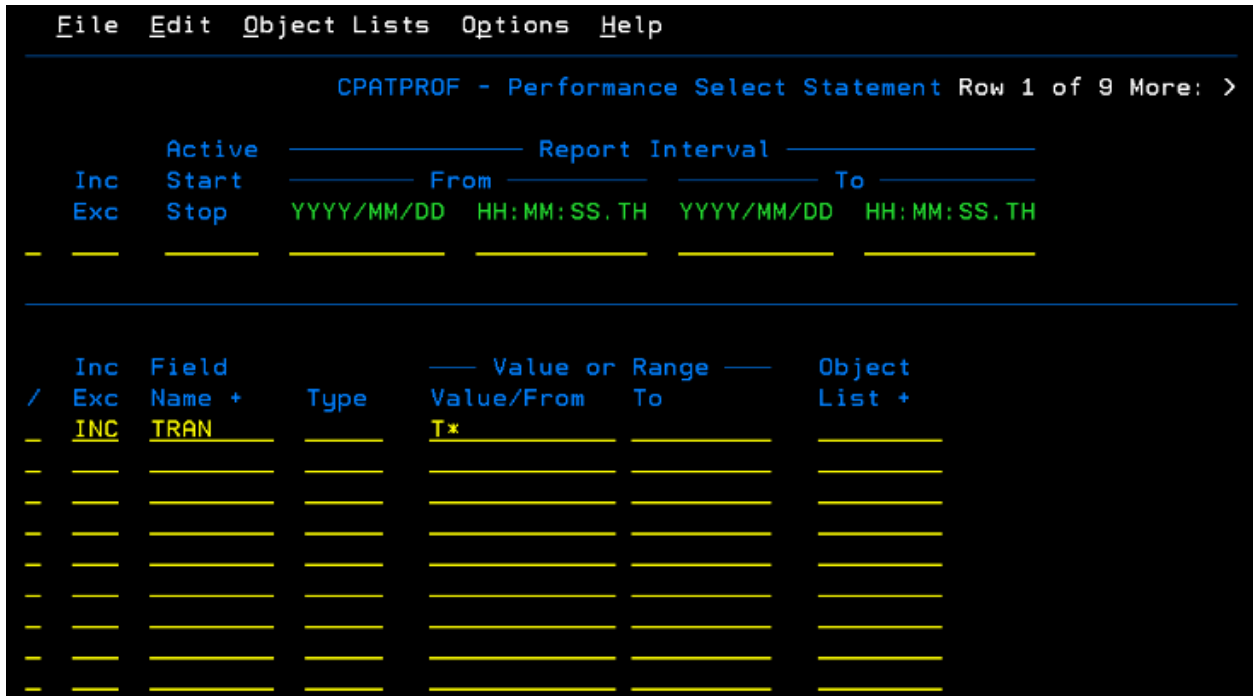 File Edit Object Lists Options Help
CPATPROF - Performance Select Statement Row 1 of 9 More: >
Active Report Interval
Inc Start From To
Exc Stop YYYY/MM/DD HH:MM:SS.TH YYYY/MM/DD HH:MM:SS.TH
Inc Field Value or Range Object
/ Exc Name + Type Value/From To List +
INC TRAN T*